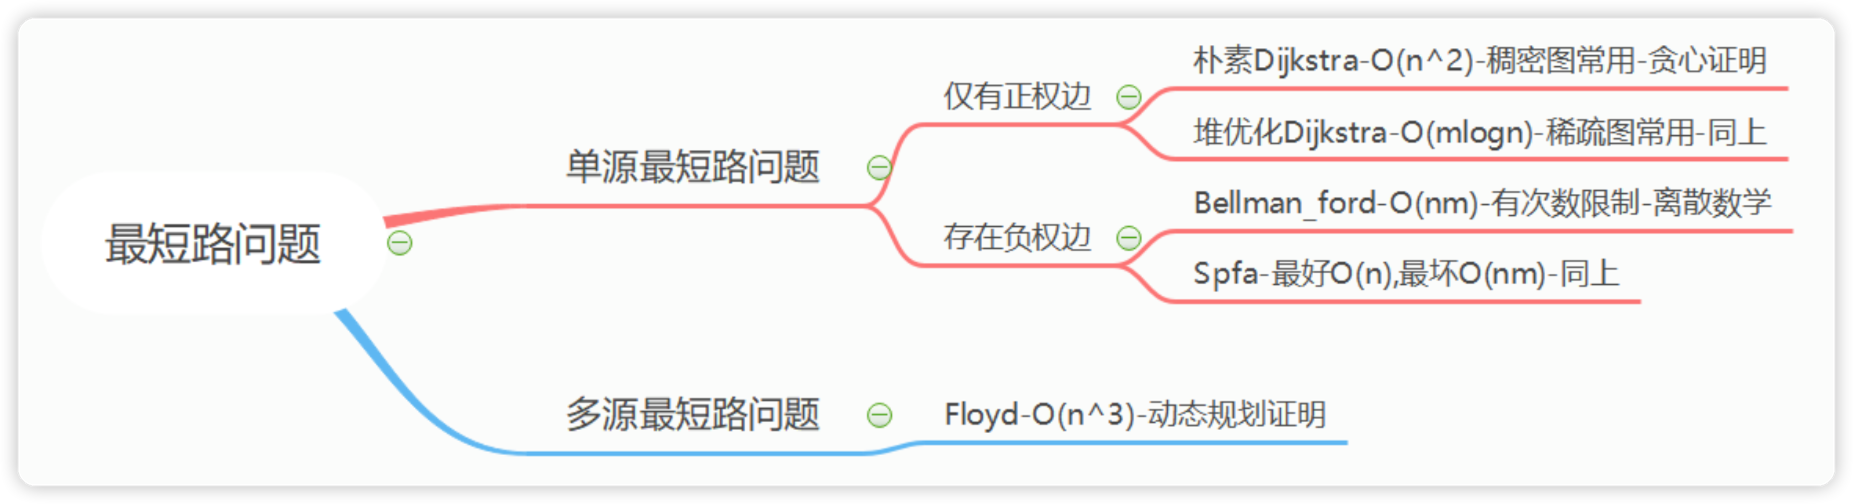 最短路问题
单源最短路问题
仅有正权边
朴素Dijkstra-O(n^2)-稠密图常用-贪心证明
堆优化Dijkstra-O(mlogn)-稀疏图常用-同上
存在负权边
Bellman_ford-O(nm)-有次数限制-离散数学
Spfa-最好O(n),最坏O(nm)-同上
多源最短路问题
Floyd-O(n^3)-动态规划证明